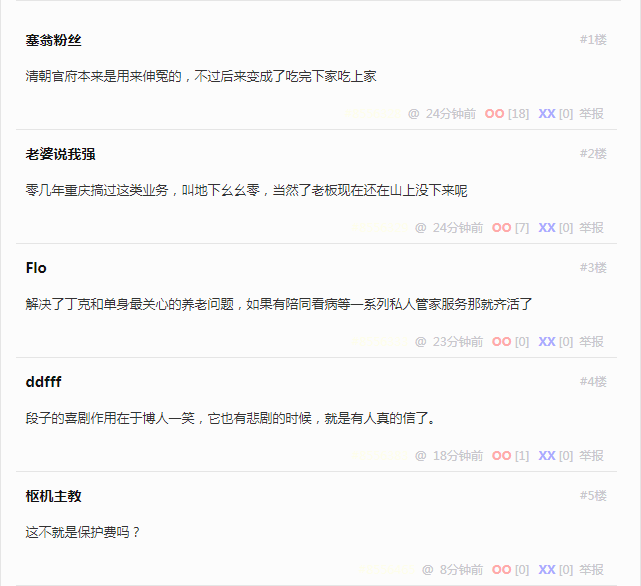 塞翁粉丝 #1楼
清朝官府本来是用来伸冤的，不过后来变成了吃完下家吃上家
@ 24分钟前 OO [18] XX [0] 举报
老婆说我强 #2楼
零几年重庆搞过这类业务，叫地下幺幺零，当然了老板现在还在山上没下来呢
@ 24分钟前 OO [7] XX [0] 举报
Flo #3楼
解决了丁克和单身最关心的养老问题，如果有陪同看病等一系列私人管家服务那就齐活了
@ 23分钟前 OO [0] XX [0] 举报
ddfff #4楼
段子的喜剧作用在于博人一笑，它也有悲剧的时候，就是有人真的信了。
@ 18分钟前 OO [1] XX [0] 举报
枢机主教 #5楼
这不就是保护费吗？
@ 8分钟前 OO [0] XX [0] 举报